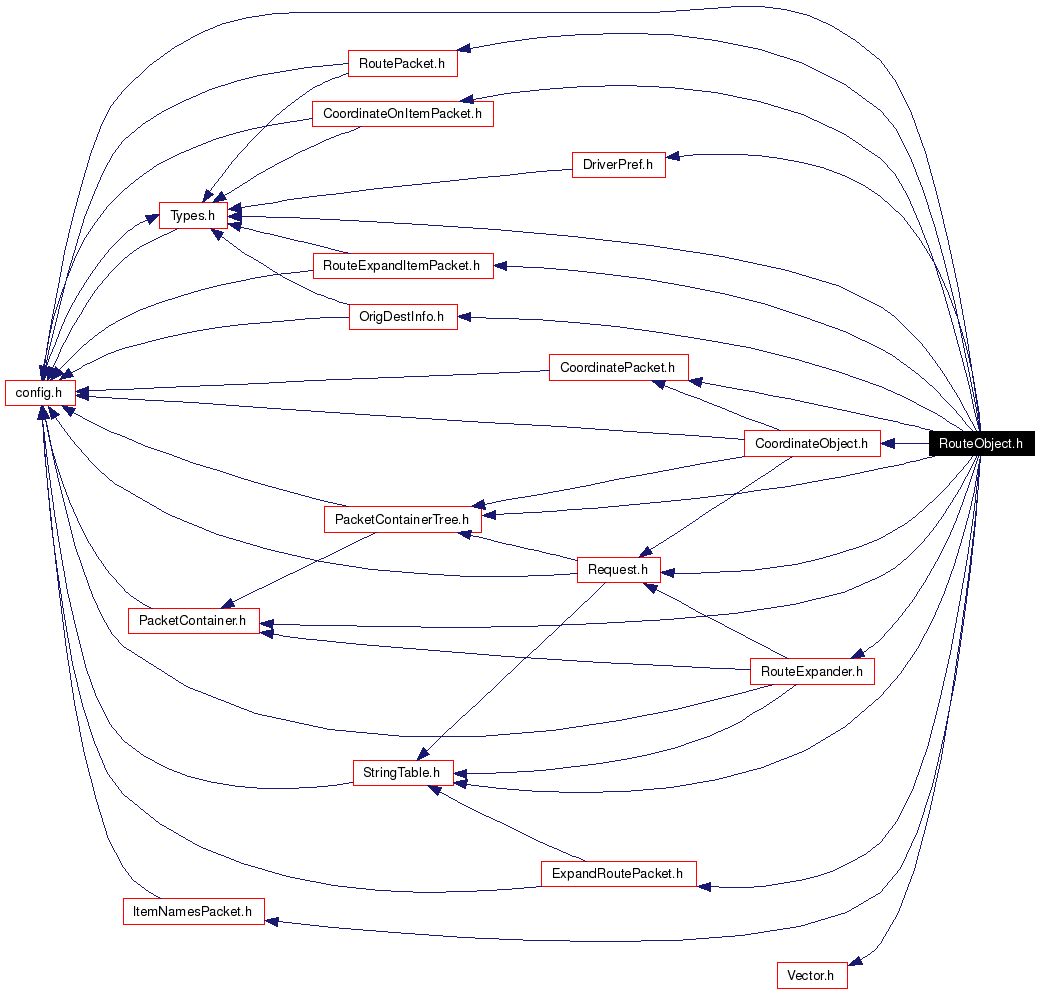 RoutePacket.h
CoordinateOnItemPacket.h
DriverPref.h
Types.h
RouteExpandItemPacket.h
OrigDestInfo.h
CoordinatePacket.h
config.h
CoordinateObject.h
RouteObject.h
PacketContainerTree.h
Request.h
PacketContainer.h
RouteExpander.h
StringTable.h
ExpandRoutePacket.h
ItemNamesPacket.h
Vector.h